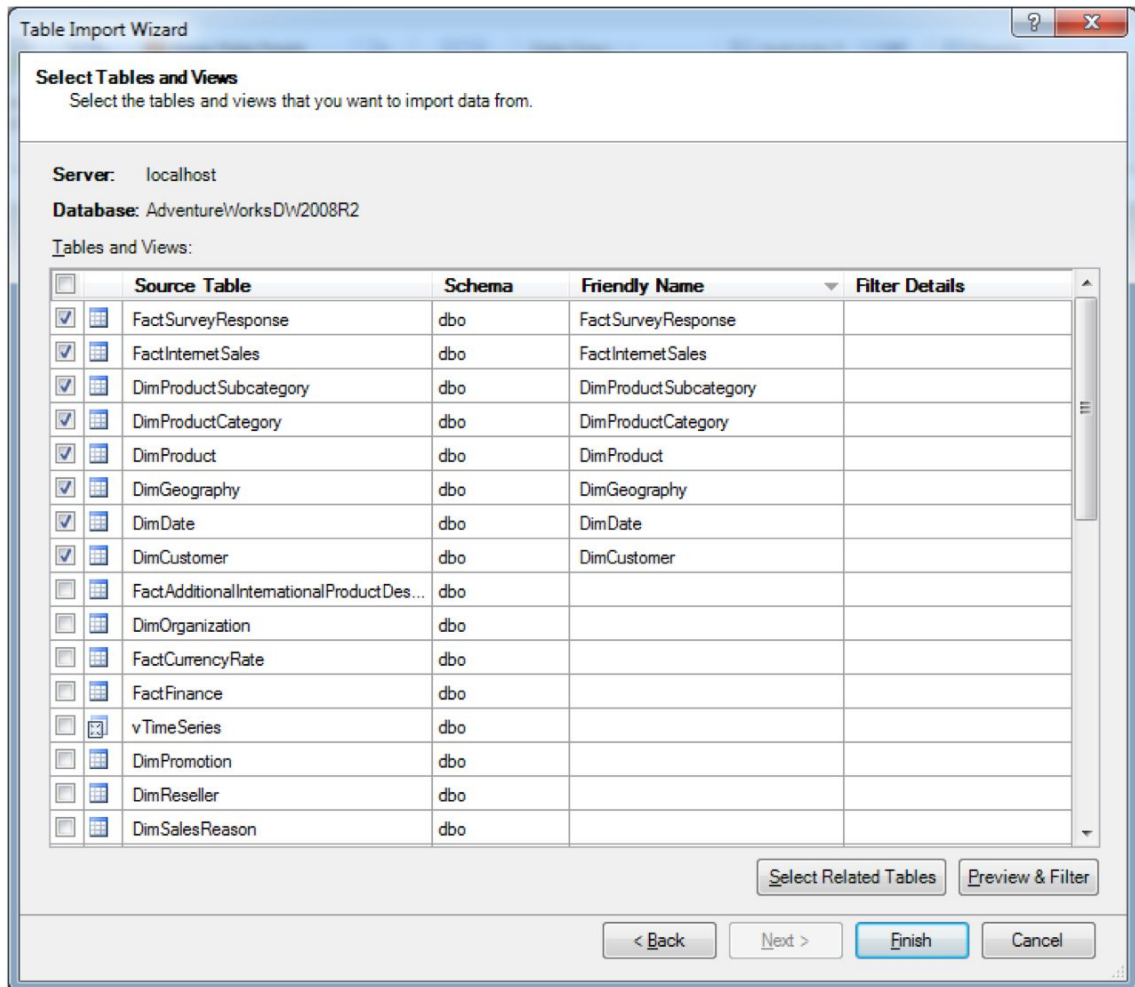 Table Import Wizard
?
X
Select Tables and Views
Select the tables and views that you want to import data from.
Server: localhost
Database: AdventureWorksDW2008R2
Tables and Views:
Source Table Schema Friendly Name Filter Details
FactSurveyResponse dbo FactSurveyResponse
FactInternetSales dbo FactInternetSales
DimProductSubcategory dbo DimProductSubcategory
DimProductCategory dbo DimProductCategory
DimProduct dbo DimProduct
DimGeography dbo DimGeography
DimDate dbo DimDate
DimCustomer dbo DimCustomer
FactAdditionalInternationalProductDes... dbo
DimOrganization dbo
FactCurrencyRate dbo
FactFinance dbo
vTimeSeries dbo
DimPromotion dbo
DimReseller dbo
DimSalesReason dbo
Select Related Tables Preview & Filter
< Back Next > Finish Cancel